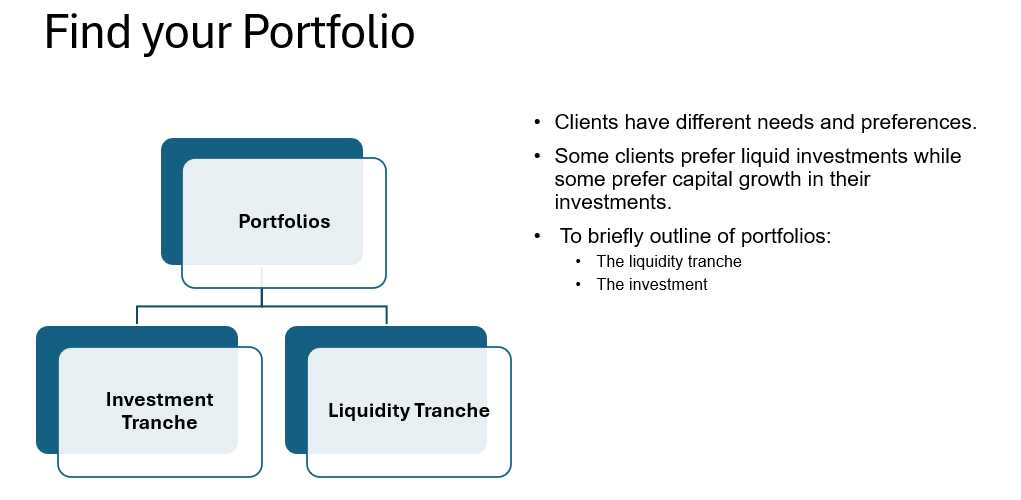 Find your Portfolio
Portfolios
Investment
Tranche
Liquidity Tranche
• Clients have different needs and preferences.
• Some clients prefer liquid investments while
some prefer capital growth in their
investments.
• To briefly outline of portfolios:
• The liquidity tranche
• The investment